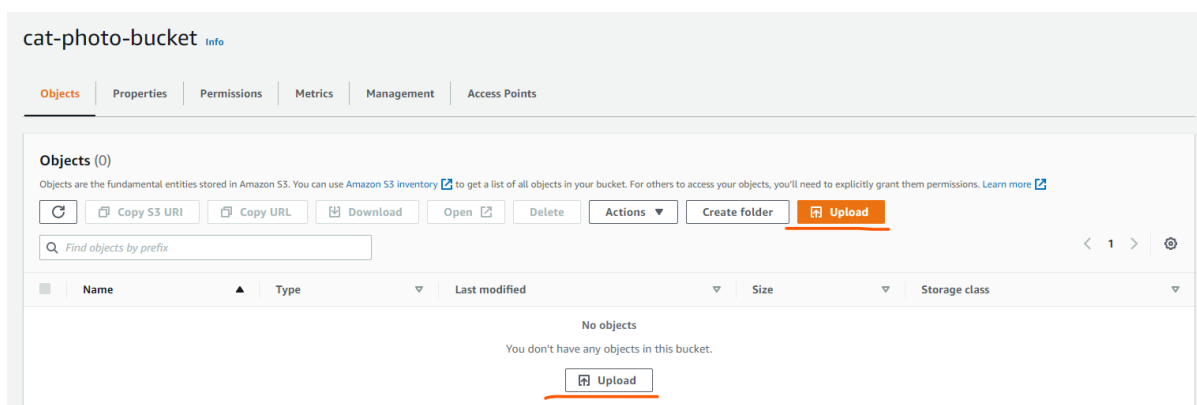 cat-photo-bucket Info
Objects Properties Permissions Metrics Management Access Points
Objects (0)
Objects are the fundamental entities stored in Amazon S3. You can use Amazon S3 inventory to get a list of all objects in your bucket. For others to access your objects, you'll need to explicitly grant them permissions. Learn more
Copy S3 URI Copy URL Download Open Delete Actions Create folder Upload
Find objects by prefix 1
Name Type Last modified Size Storage class
No objects
You don't have any objects in this bucket.
Upload